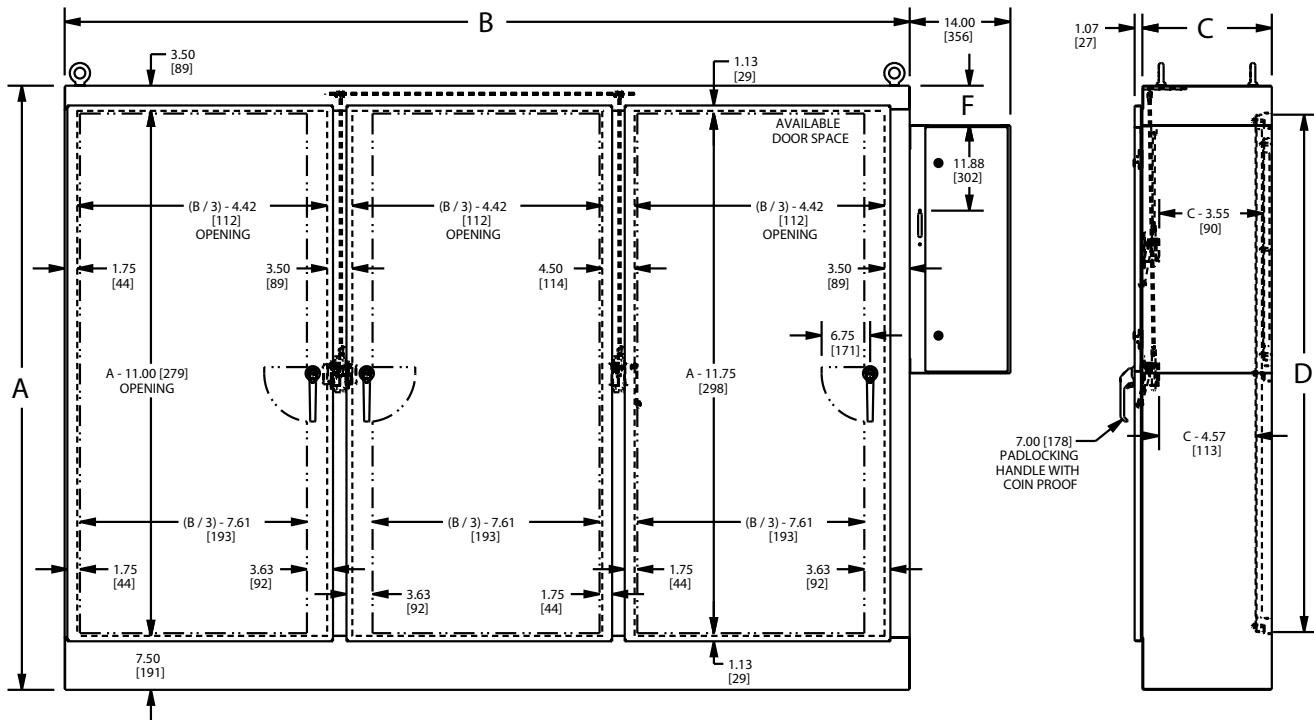 B
14.00
[356]
1.07
[27]
C
3.50
[89]
1.13
[29]
F
AVAILABLE
DOOR SPACE
11.88
[302]
(B / 3) - 4.42
[112]
OPENING
(B / 3) - 4.42
[112]
OPENING
(B / 3) - 4.42
[112]
OPENING
C - 3.55
[90]
1.75
[44]
3.50
[89]
4.50
[114]
3.50
[89]
6.75
[171]
A
A - 11.00 [279]
OPENING
A - 11.75
[298]
D
7.00 [178]
PADLOCKING
HANDLE WITH
COIN PROOF
C - 4.57
[113]
(B / 3) - 7.61
[193]
(B / 3) - 7.61
[193]
(B / 3) - 7.61
[193]
1.75
[44]
3.63
[92]
3.63
[92]
1.75
[44]
1.75
[44]
3.63
[92]
7.50
[191]
1.13
[29]